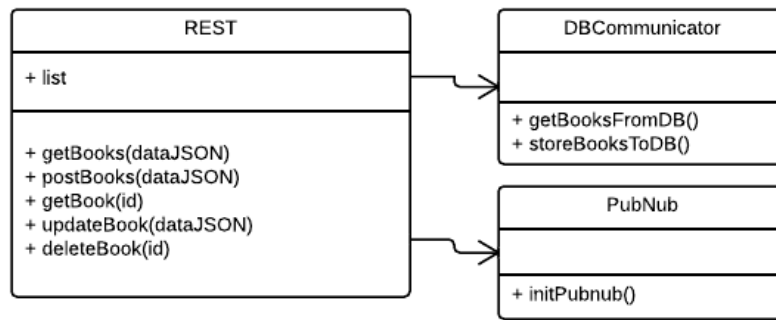 REST
+ list
+ getBooks(dataJSON)
+ postBooks(dataJSON)
+ getBook(id)
+ updateBook(dataJSON)
+ deleteBook(id)
DBCommunicator
+ getBooksFromDB()
+ storeBooksToDB()
PubNub
+ initPubnub()